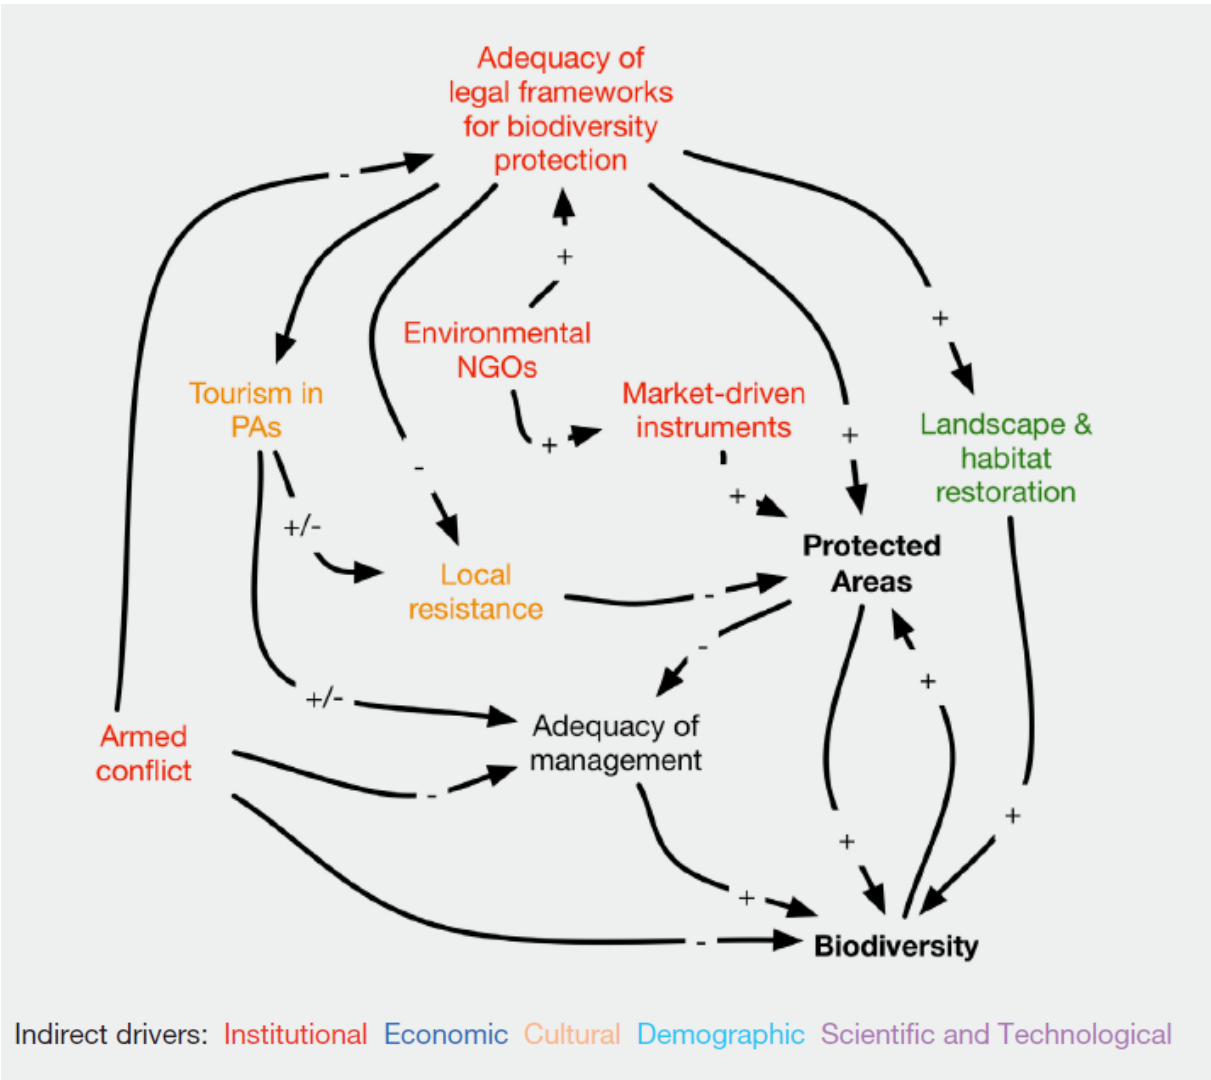 Adequacy of
legal frameworks
for biodiversity
protection
-
+
Environmental
NGOs
+
Tourism in
PAs
Market-driven
instruments
Landscape &
habitat
restoration
+
+
-
+
+/-
Protected
Areas
Local
resistance
-
-
+
+/-
Adequacy of
management
Armed
conflict
-
+
+
+
-
Biodiversity
Indirect drivers: Institutional Economic Cultural Demographic Scientific and Technological